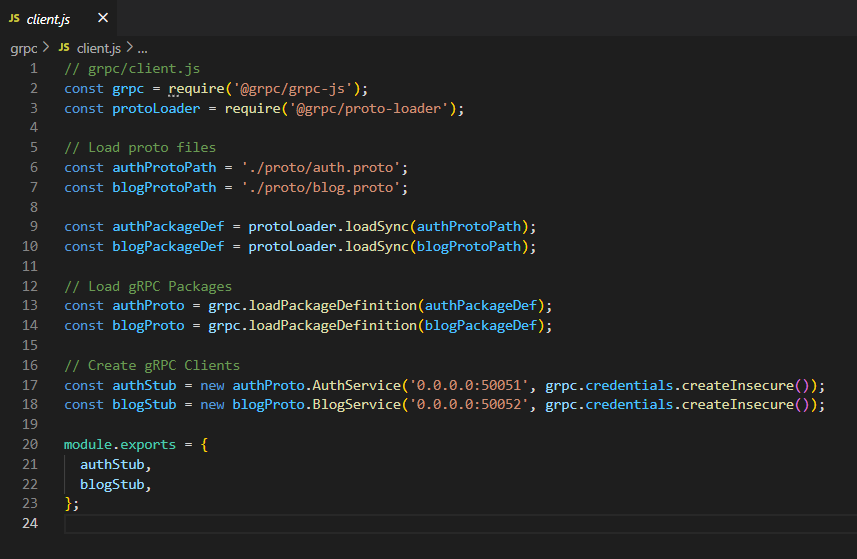 JS client.js ✕
grpc > JS client.js > ...
1 // grpc/client.js
2 const grpc = require('@grpc/grpc-js');
3 const protoLoader = require('@grpc/proto-loader');
4
5 // Load proto files
6 const authProtoPath = './proto/auth.proto';
7 const blogProtoPath = './proto/blog.proto';
8
9 const authPackageDef = protoLoader.loadSync(authProtoPath);
10 const blogPackageDef = protoLoader.loadSync(blogProtoPath);
11
12 // Load gRPC Packages
13 const authProto = grpc.loadPackageDefinition(authPackageDef);
14 const blogProto = grpc.loadPackageDefinition(blogPackageDef);
15
16 // Create gRPC Clients
17 const authStub = new authProto.AuthService('0.0.0.0:50051', grpc.credentials.createInsecure());
18 const blogStub = new blogProto.BlogService('0.0.0.0:50052', grpc.credentials.createInsecure());
19
20 module.exports = {
21   authStub,
22   blogStub,
23 };
24